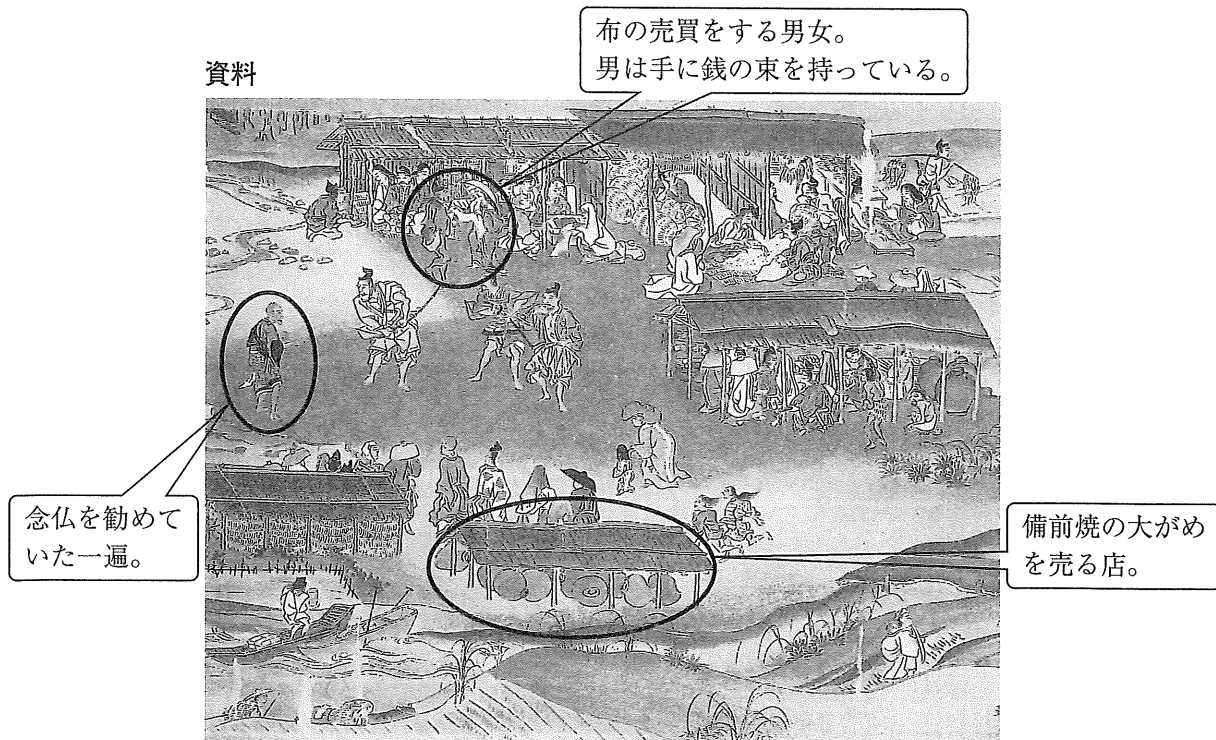 資料
布の売買をする男女。
男は手に銭の束を持っている。
念仏を勧めて
いた一遍。
備前焼の大がめ
を売る店。